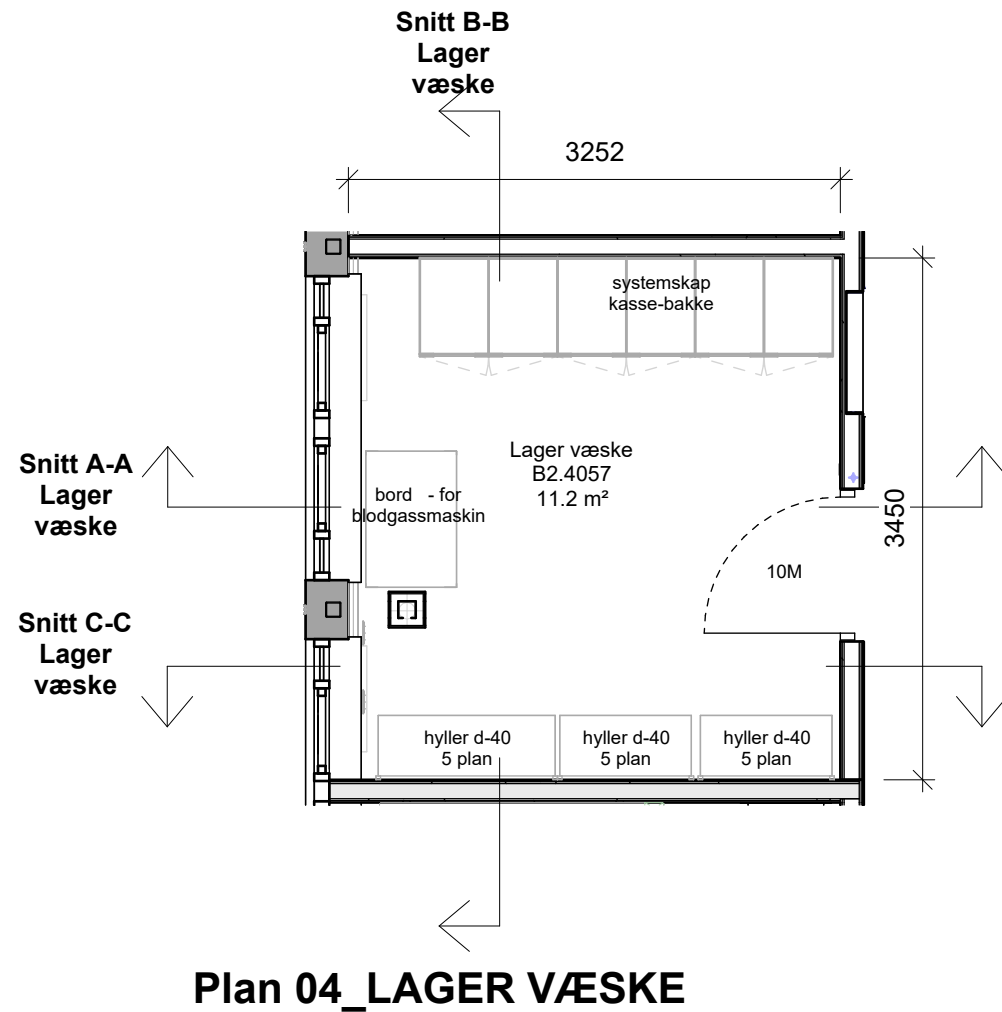 Snitt B-B
Lager
væske
3252
systemskap
kasse-bakke
Snitt A-A
Lager
væske
Lager væske
B2.4057
11.2 m²
bord - for
blodgassmaskin
3450
10M
Snitt C-C
Lager
væske
hyller d-40
5 plan
hyller d-40
5 plan
hyller d-40
5 plan
Plan 04_LAGER VÆSKE